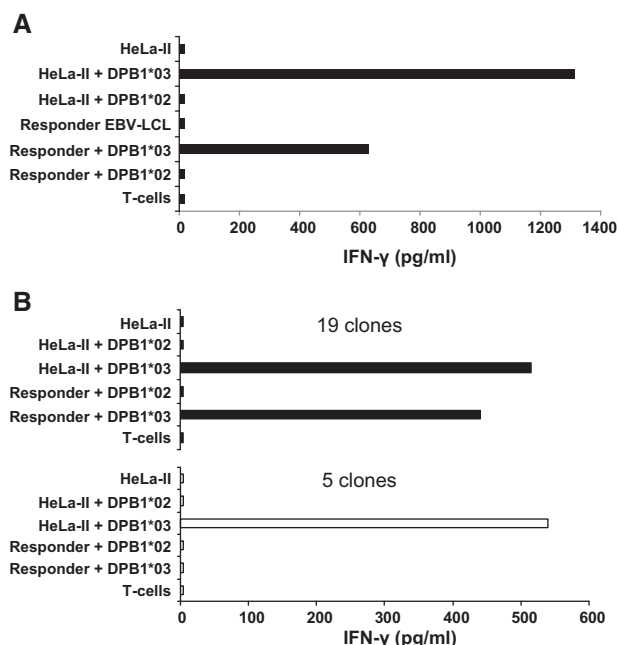 A
HeLa-II
HeLa-II + DPB1*03
HeLa-II + DPB1*02
Responder EBV-LCL
Responder + DPB1*03
Responder + DPB1*02
T-cells
0 200 400 600 800 1000 1200 1400
IFN-γ (pg/ml)
B
19 clones
HeLa-II
HeLa-II + DPB1*02
HeLa-II + DPB1*03
Responder + DPB1*02
Responder + DPB1*03
T-cells
5 clones
HeLa-II
HeLa-II + DPB1*02
HeLa-II + DPB1*03
Responder + DPB1*02
Responder + DPB1*03
T-cells
0 100 200 300 400 500 600
IFN-γ (pg/ml)